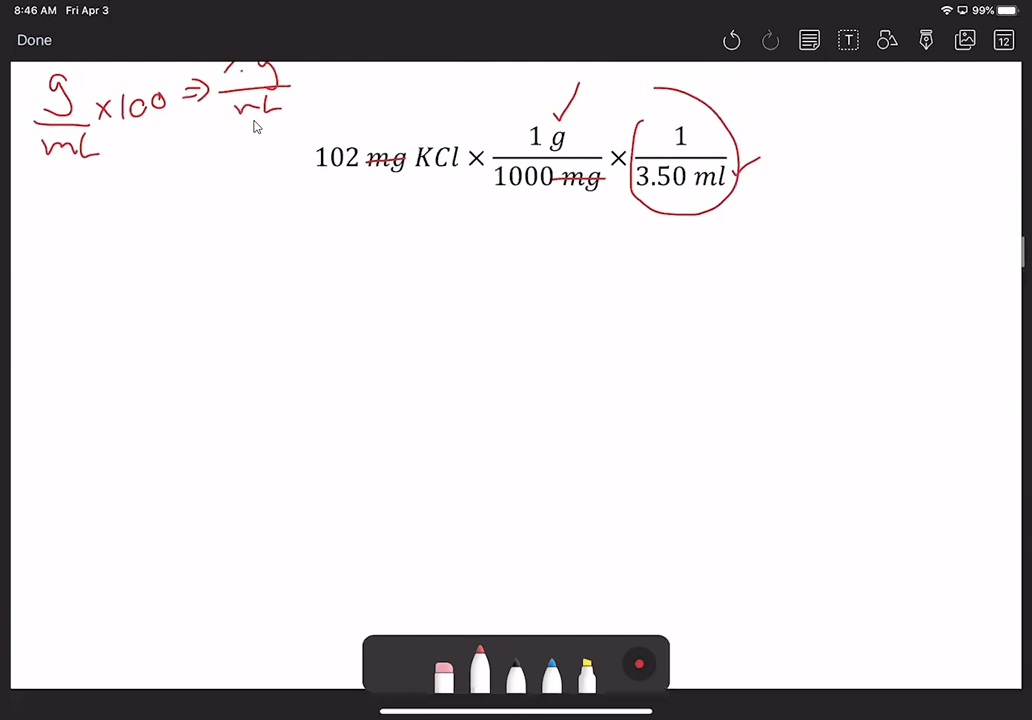 8:46 AM Fri Apr 3
99%
Done
T
12
g/mL ×100 ⇒ g/mL
102 mg KCl × 1 g/1000 mg × 1/3.50 ml